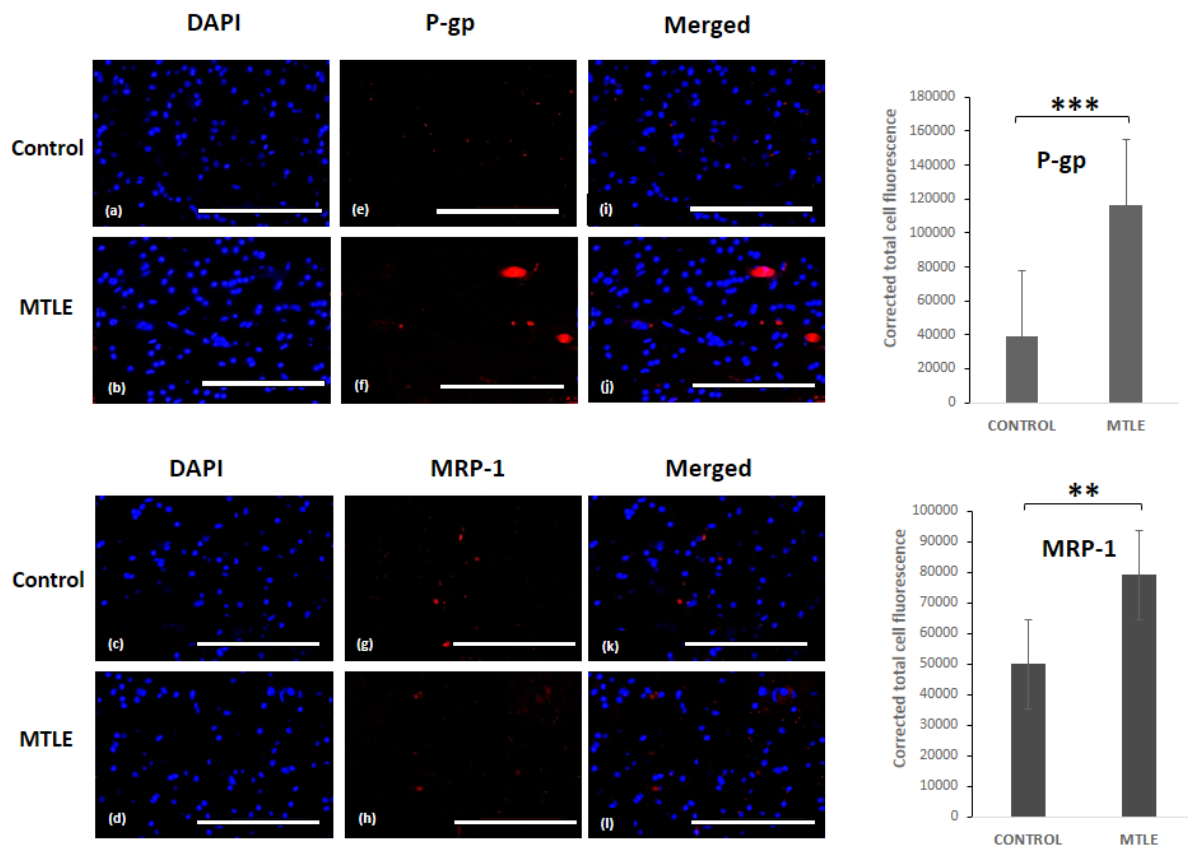 DAPI P-gp Merged
Control
(a) (e) (i)
MTLE
(b) (f) (j)
DAPI MRP-1 Merged
Control
(c) (g) (k)
MTLE
(d) (h) (l)
***
P-gp
Corrected total cell fluorescence
180000
160000
140000
120000
100000
80000
60000
40000
20000
0
CONTROL MTLE
**
MRP-1
Corrected total cell fluorescence
100000
90000
80000
70000
60000
50000
40000
30000
20000
10000
0
CONTROL MTLE